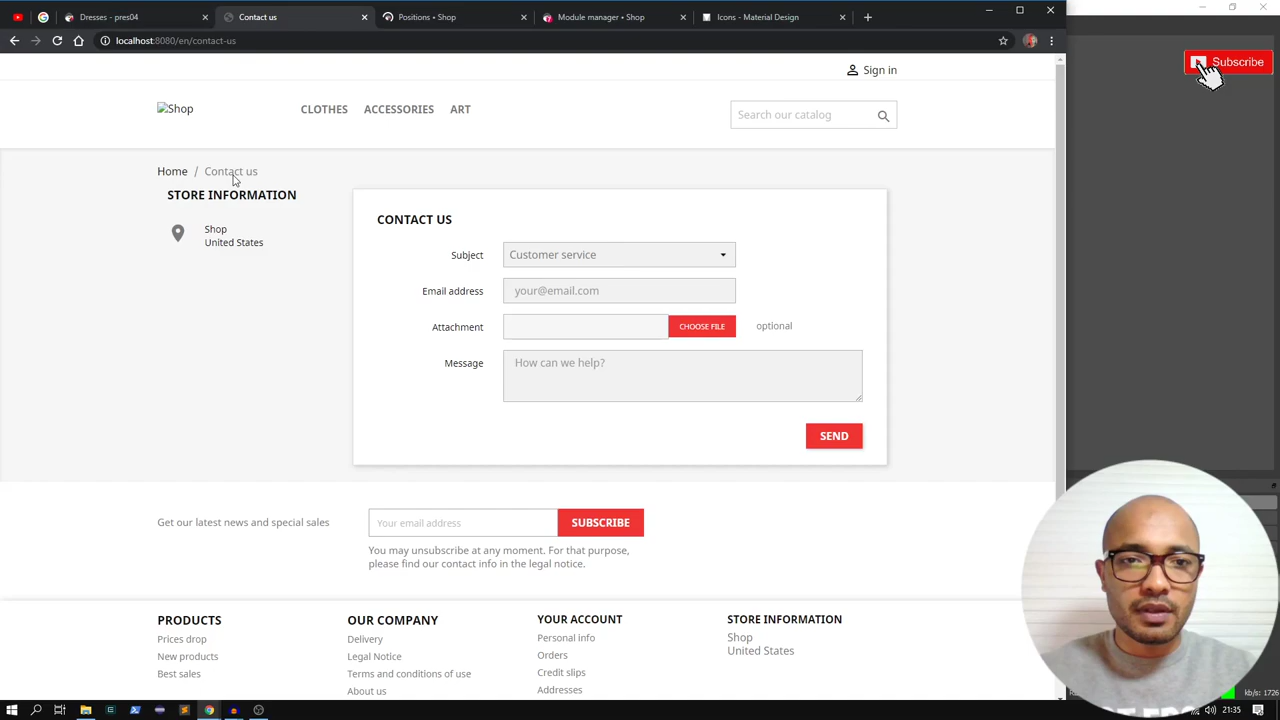 Dresses - pres04
Contact us
Positions • Shop
Module manager • Shop
Icons - Material Design
localhost:8080/en/contact-us
Subscribe
Sign in
Shop
CLOTHES
ACCESSORIES
ART
Search our catalog
Home / Contact us
STORE INFORMATION
Shop
United States
CONTACT US
Subject
Customer service
Email address
your@email.com
Attachment
CHOOSE FILE
optional
Message
How can we help?
SEND
Get our latest news and special sales
Your email address
SUBSCRIBE
You may unsubscribe at any moment. For that purpose,
please find our contact info in the legal notice.
PRODUCTS
OUR COMPANY
YOUR ACCOUNT
STORE INFORMATION
Prices drop
Delivery
Personal info
Shop
New products
Legal Notice
Orders
United States
Best sales
Terms and conditions of use
Credit slips
About us
Addresses
kb/s: 1726
21:35